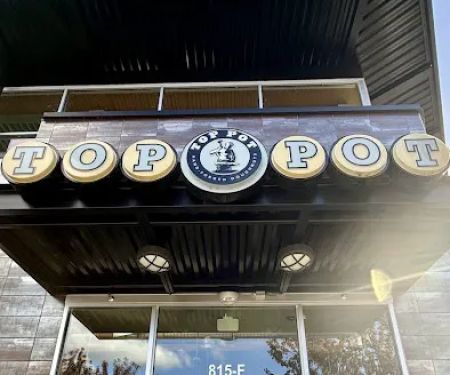 TOP POT
TOP POT
HAND-FORGED DOUGHNUTS
815-F